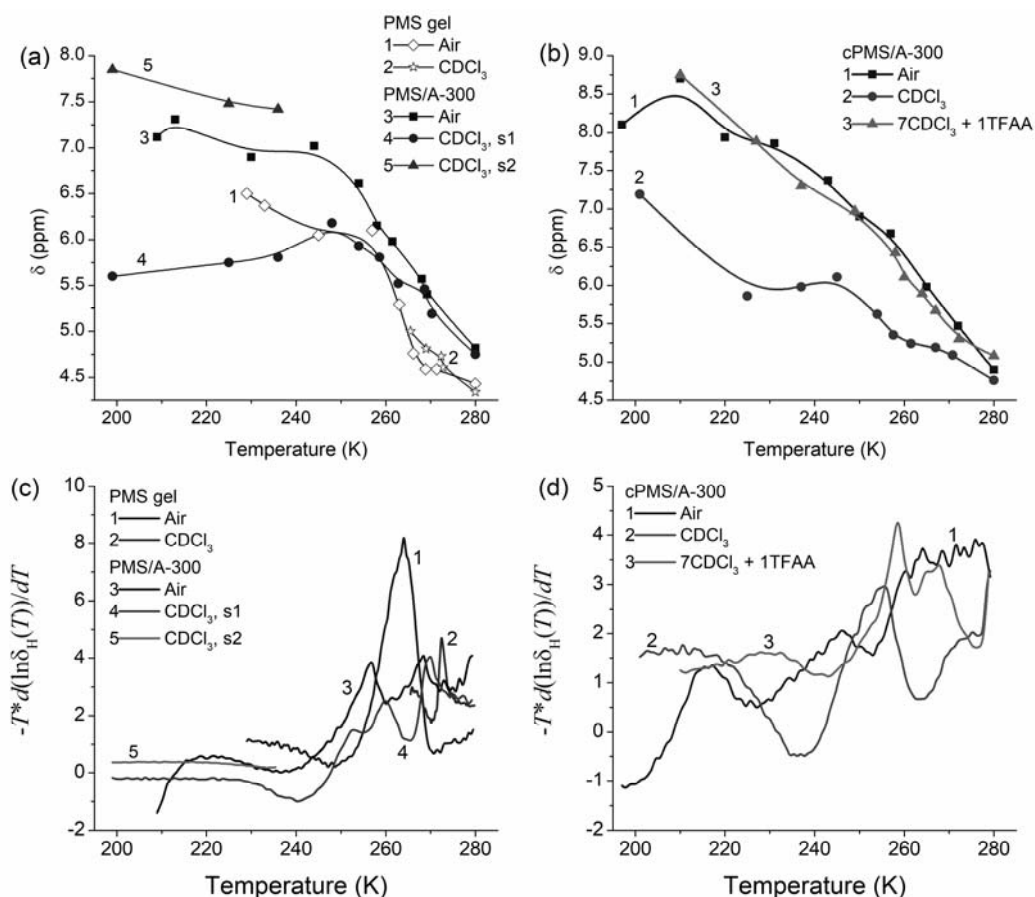 (a)
PMS gel
1 Air
2 CDCl₃
PMS/A-300
3 Air
4 CDCl₃, s1
5 CDCl₃, s2
8.0
7.5
7.0
6.5
6.0
5.5
5.0
4.5
δ (ppm)
5
3
1
4
2
200 220 240 260 280
Temperature (K)
(b)
cPMS/A-300
1 Air
2 CDCl₃
3 7CDCl₃ + 1TFAA
9.0
8.5
8.0
7.5
7.0
6.5
6.0
5.5
5.0
4.5
δ (ppm)
3
1
2
200 220 240 260 280
Temperature (K)
(c)
PMS gel
1 Air
2 CDCl₃
PMS/A-300
3 Air
4 CDCl₃, s1
5 CDCl₃, s2
10
8
6
4
2
0
-2
-T*d(lnδH(T))/dT
1
2
3
4
5
200 220 240 260 280
Temperature (K)
(d)
cPMS/A-300
1 Air
2 CDCl₃
3 7CDCl₃ + 1TFAA
5
4
3
2
1
0
-1
-2
-T*d(lnδH(T))/dT
1
2
3
200 220 240 260 280
Temperature (K)